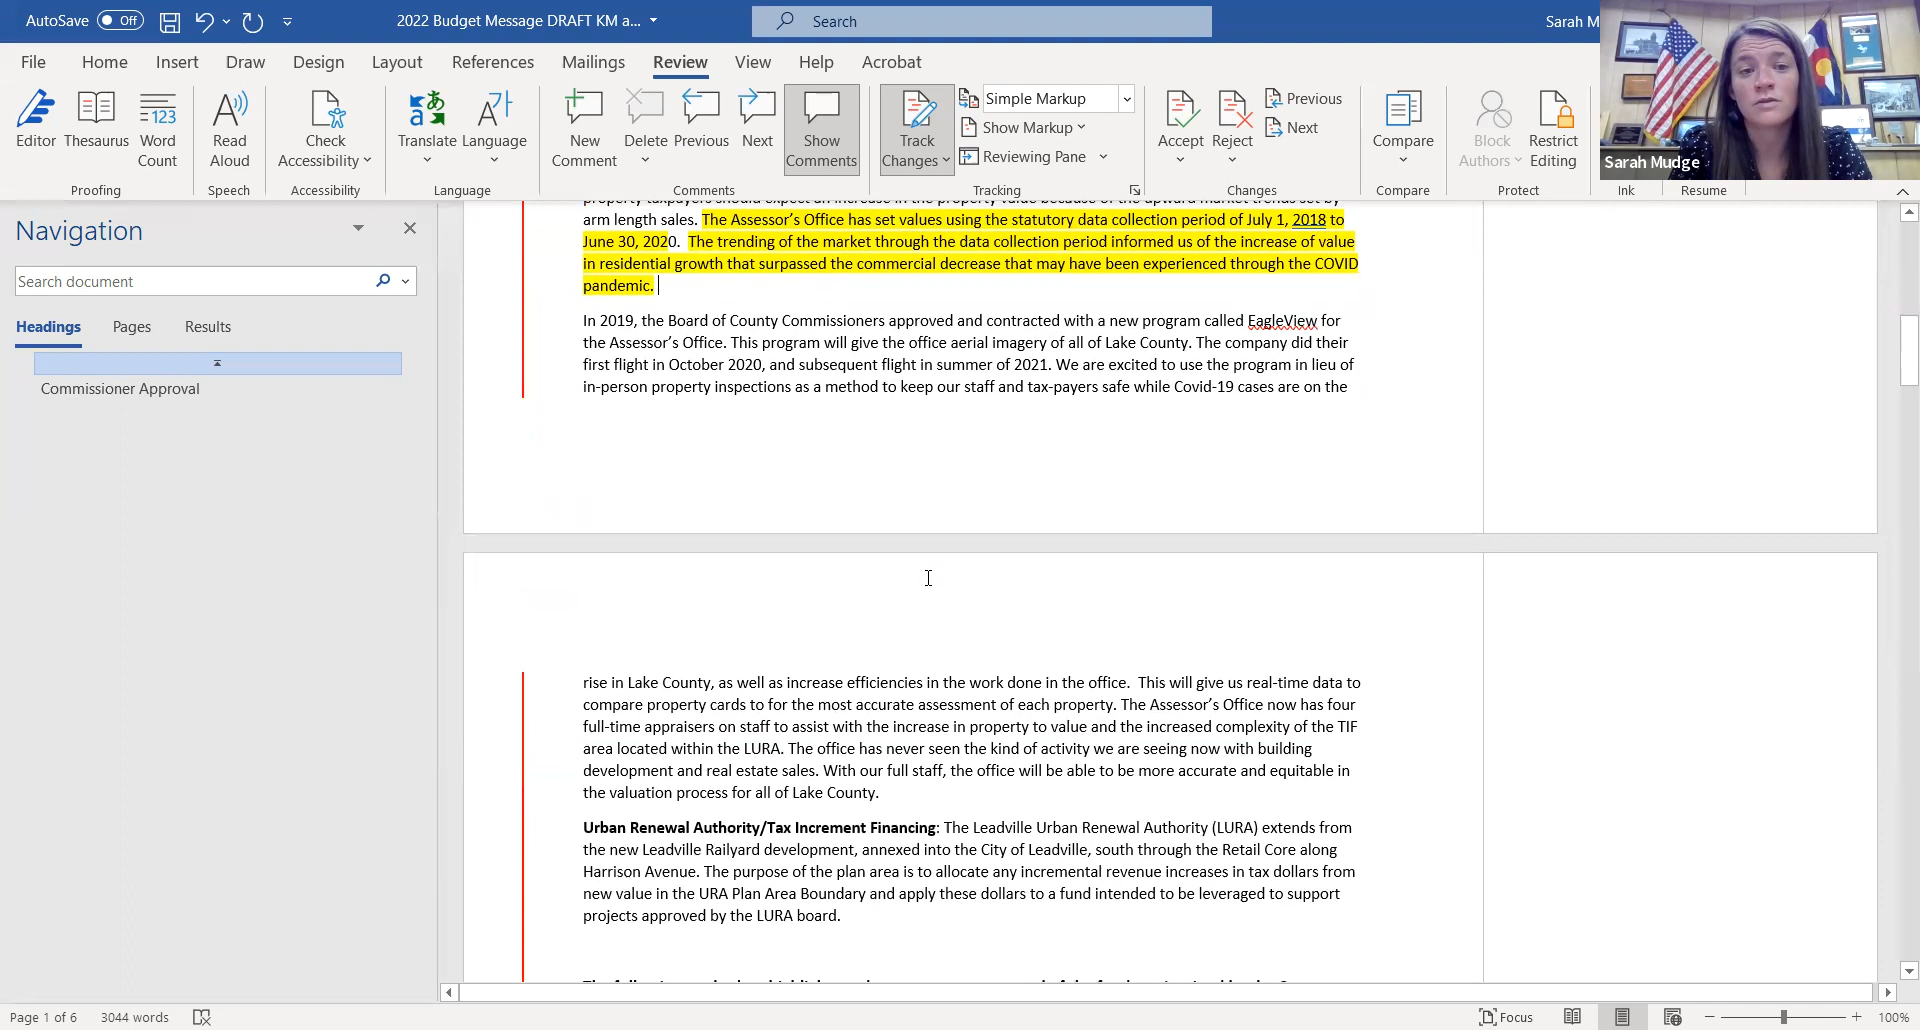 AutoSave Off 2022 Budget Message DRAFT KM a... Search Sarah M
File Home Insert Draw Design Layout References Mailings Review View Help Acrobat
Editor Thesaurus Word Count Read Aloud Check Accessibility Translate Language New Comment Delete Previous Next Show Comments Track Changes Simple Markup Show Markup Reviewing Pane Accept Reject Previous Next Compare Block Authors Restrict Editing
Proofing Speech Accessibility Language Comments Tracking Changes Compare Protect Ink Resume
Sarah Mudge
Navigation
Search document
Headings Pages Results
Commissioner Approval
property taxpayers should expect an increase in the property value because of the upward market trends set by
arm length sales. The Assessor's Office has set values using the statutory data collection period of July 1, 2018 to
June 30, 2020. The trending of the market through the data collection period informed us of the increase of value
in residential growth that surpassed the commercial decrease that may have been experienced through the COVID
pandemic.
In 2019, the Board of County Commissioners approved and contracted with a new program called EagleView for
the Assessor's Office. This program will give the office aerial imagery of all of Lake County. The company did their
first flight in October 2020, and subsequent flight in summer of 2021. We are excited to use the program in lieu of
in-person property inspections as a method to keep our staff and tax-payers safe while Covid-19 cases are on the
rise in Lake County, as well as increase efficiencies in the work done in the office. This will give us real-time data to
compare property cards to for the most accurate assessment of each property. The Assessor's Office now has four
full-time appraisers on staff to assist with the increase in property to value and the increased complexity of the TIF
area located within the LURA. The office has never seen the kind of activity we are seeing now with building
development and real estate sales. With our full staff, the office will be able to be more accurate and equitable in
the valuation process for all of Lake County.
Urban Renewal Authority/Tax Increment Financing: The Leadville Urban Renewal Authority (LURA) extends from
the new Leadville Railyard development, annexed into the City of Leadville, south through the Retail Core along
Harrison Avenue. The purpose of the plan area is to allocate any incremental revenue increases in tax dollars from
new value in the URA Plan Area Boundary and apply these dollars to a fund intended to be leveraged to support
projects approved by the LURA board.
Page 1 of 6 3044 words Focus 100%